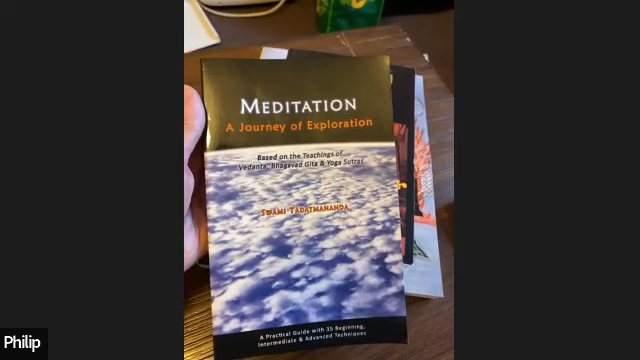 MEDITATION
A Journey of Exploration
Based on the Teachings of
Vedanta, Bhagavad Gita & Yoga Sutras
SWAMI TADATMANANDA
A Practical Guide with 35 Beginning,
Intermediate & Advanced Techniques
Philip